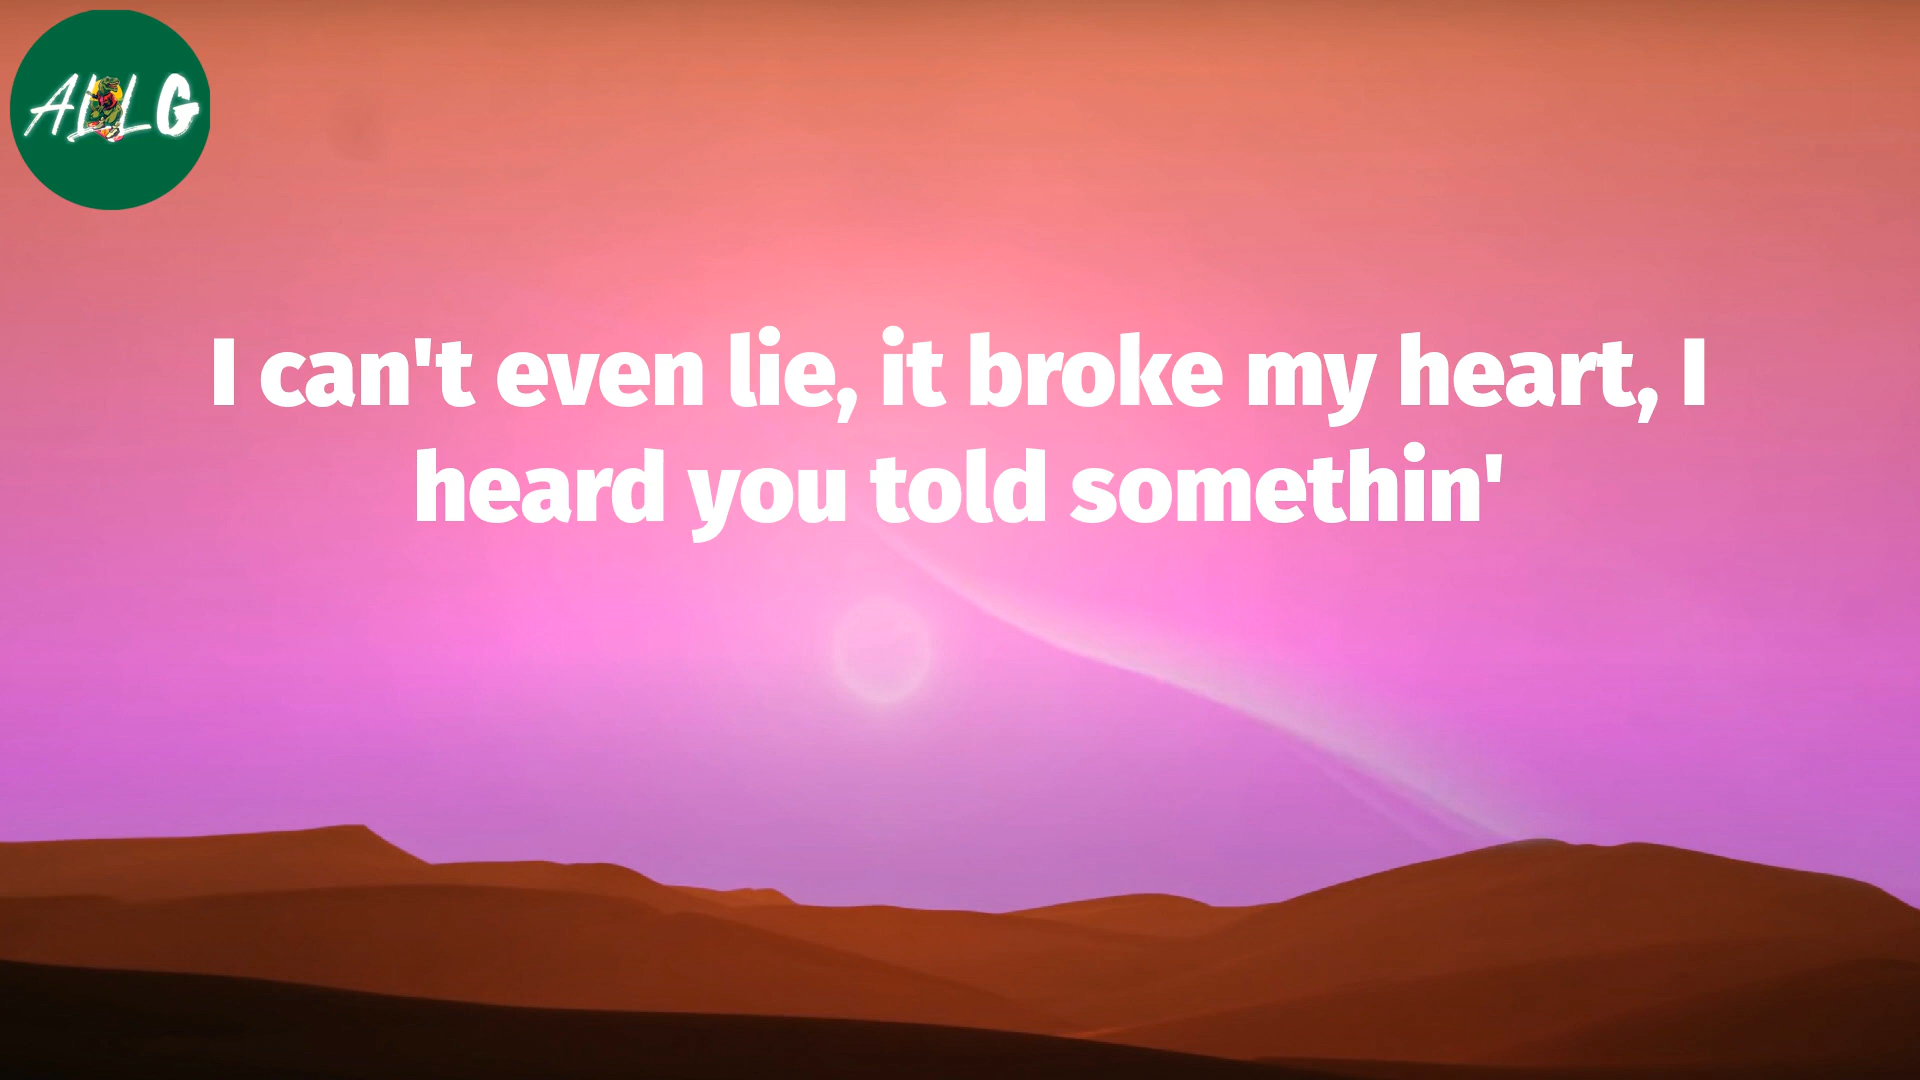 ALLG
I can't even lie, it broke my heart, I
heard you told somethin'